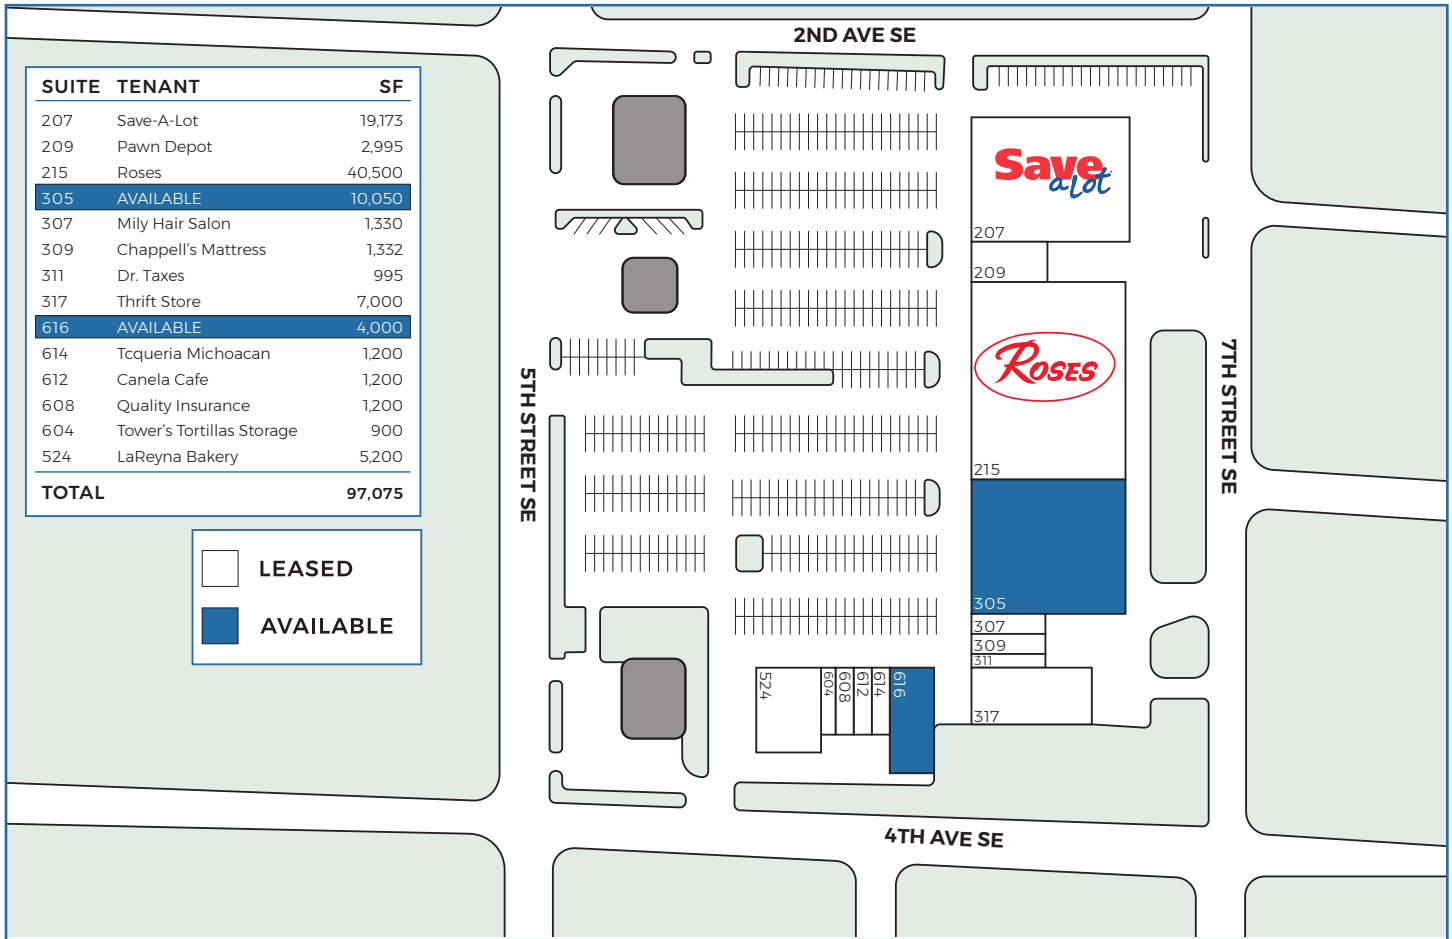 2ND AVE SE
SUITE TENANT SF
207 Save-A-Lot 19,173
209 Pawn Depot 2,995
215 Roses 40,500
305 AVAILABLE 10,050
307 Mily Hair Salon 1,330
309 Chappell's Mattress 1,332
311 Dr. Taxes 995
317 Thrift Store 7,000
616 AVAILABLE 4,000
614 Tcqueria Michoacan 1,200
612 Canela Cafe 1,200
608 Quality Insurance 1,200
604 Tower's Tortillas Storage 900
524 LaReyna Bakery 5,200
TOTAL 97,075
LEASED
AVAILABLE
5TH STREET SE
Save
a Lot
207
209
ROSES
215
305
307
309
311
317
524
604
608
612
614
616
7TH STREET SE
4TH AVE SE